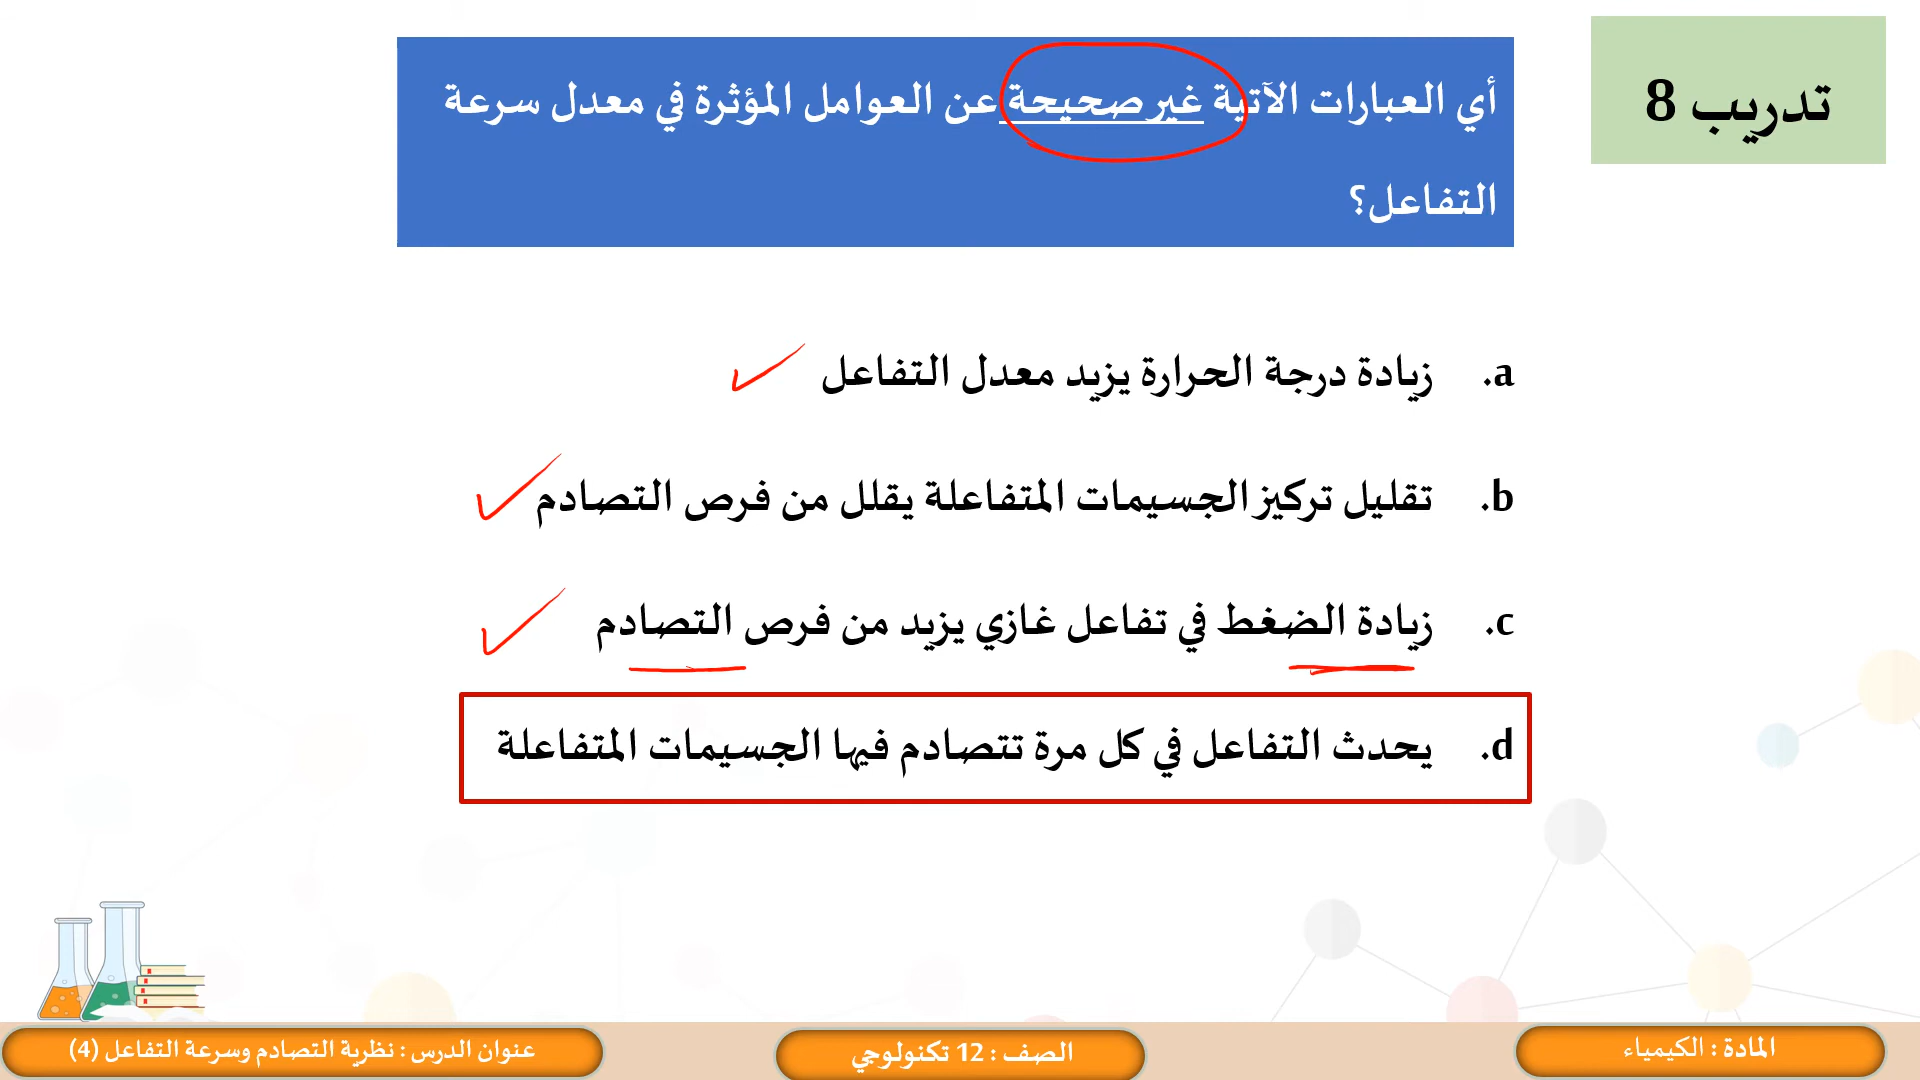 تدريب 8
أي العبارات الآتية غير صحيحة عن العوامل المؤثرة في معدل سرعة
التفاعل؟
a. زيادة درجة الحرارة يزيد معدل التفاعل
b. تقليل تركيز الجسيمات المتفاعلة يقلل من فرص التصادم
c. زيادة الضغط في تفاعل غازي يزيد من فرص التصادم
d. يحدث التفاعل في كل مرة تتصادم فيها الجسيمات المتفاعلة
المادة : الكيمياء
الصف : 12 تكنولوجي
عنوان الدرس : نظرية التصادم وسرعة التفاعل (4)